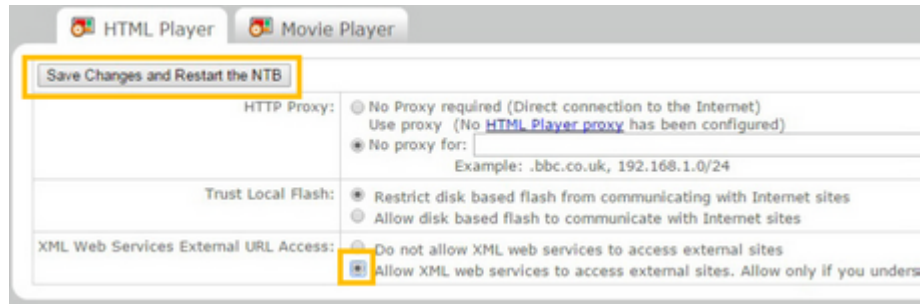 HTML Player Movie Player
Save Changes and Restart the NTB
HTTP Proxy: No Proxy required (Direct connection to the Internet)
Use proxy (No HTML Player proxy has been configured)
No proxy for:
Example: .bbc.co.uk, 192.168.1.0/24
Trust Local Flash: Restrict disk based flash from communicating with Internet sites
Allow disk based flash to communicate with Internet sites
XML Web Services External URL Access: Do not allow XML web services to access external sites
Allow XML web services to access external sites. Allow only if you unders